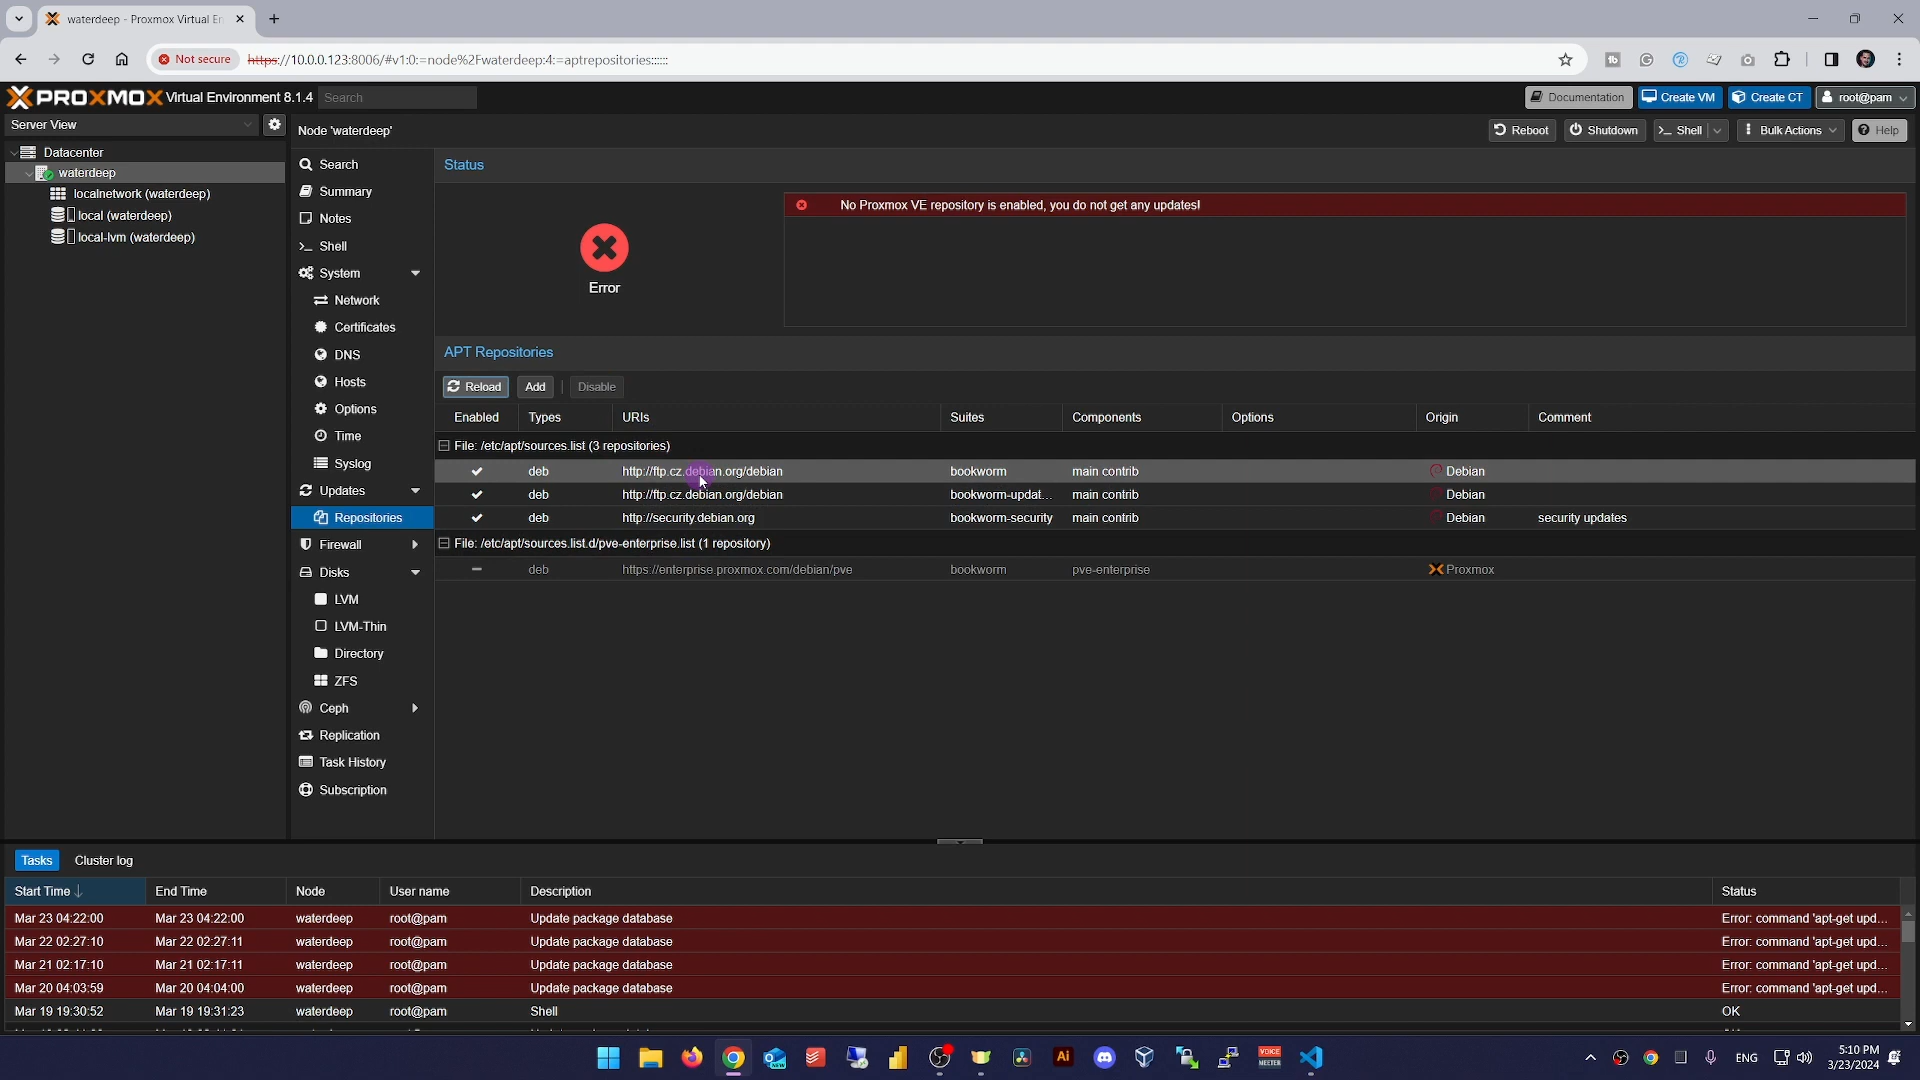 waterdeep - Proxmox Virtual En
Not secure
https://10.0.0.123:8006/#v1:0:=node%2Fwaterdeep:4:=aptrepositories::::::
PROXMOX Virtual Environment 8.1.4
Search
Documentation
Create VM
Create CT
root@pam
Server View
Node 'waterdeep'
Reboot
Shutdown
Shell
Bulk Actions
Help
Datacenter
waterdeep
localnetwork (waterdeep)
local (waterdeep)
local-lvm (waterdeep)
Search
Summary
Notes
Shell
System
Network
Certificates
DNS
Hosts
Options
Time
Syslog
Updates
Repositories
Firewall
Disks
LVM
LVM-Thin
Directory
ZFS
Ceph
Replication
Task History
Subscription
Status
Error
No Proxmox VE repository is enabled, you do not get any updates!
APT Repositories
Reload Add Disable
Enabled Types URIs Suites Components Options Origin Comment
File: /etc/apt/sources.list (3 repositories)
deb http://ftp.cz.debian.org/debian bookworm main contrib Debian
deb http://ftp.cz.debian.org/debian bookworm-updat... main contrib Debian
deb http://security.debian.org bookworm-security main contrib Debian security updates
File: /etc/apt/sources.list.d/pve-enterprise.list (1 repository)
deb https://enterprise.proxmox.com/debian/pve bookworm pve-enterprise Proxmox
Tasks Cluster log
Start Time End Time Node User name Description Status
Mar 23 04:22:00 Mar 23 04:22:00 waterdeep root@pam Update package database Error: command 'apt-get upd...
Mar 22 02:27:10 Mar 22 02:27:11 waterdeep root@pam Update package database Error: command 'apt-get upd...
Mar 21 02:17:10 Mar 21 02:17:11 waterdeep root@pam Update package database Error: command 'apt-get upd...
Mar 20 04:03:59 Mar 20 04:04:00 waterdeep root@pam Update package database Error: command 'apt-get upd...
Mar 19 19:30:52 Mar 19 19:31:23 waterdeep root@pam Shell OK
NEW
Ai
VOICE
MEETER
ENG
5:10 PM
3/23/2024